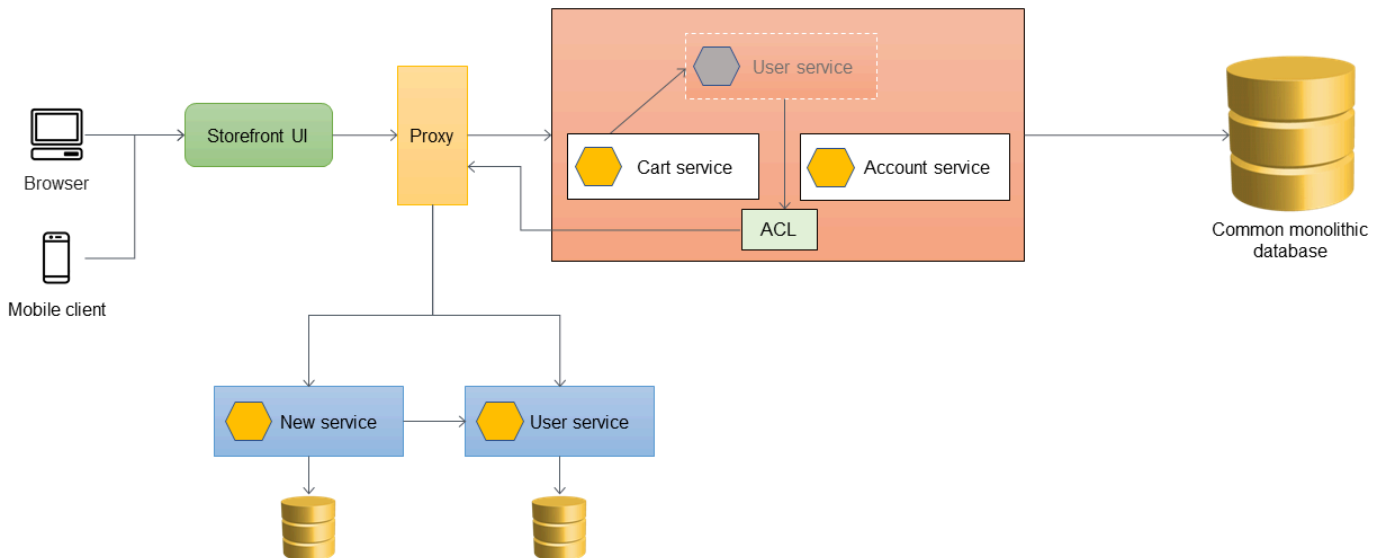 User service
Browser
Storefront UI
Proxy
Cart service
Account service
ACL
Common monolithic
database
Mobile client
New service
User service